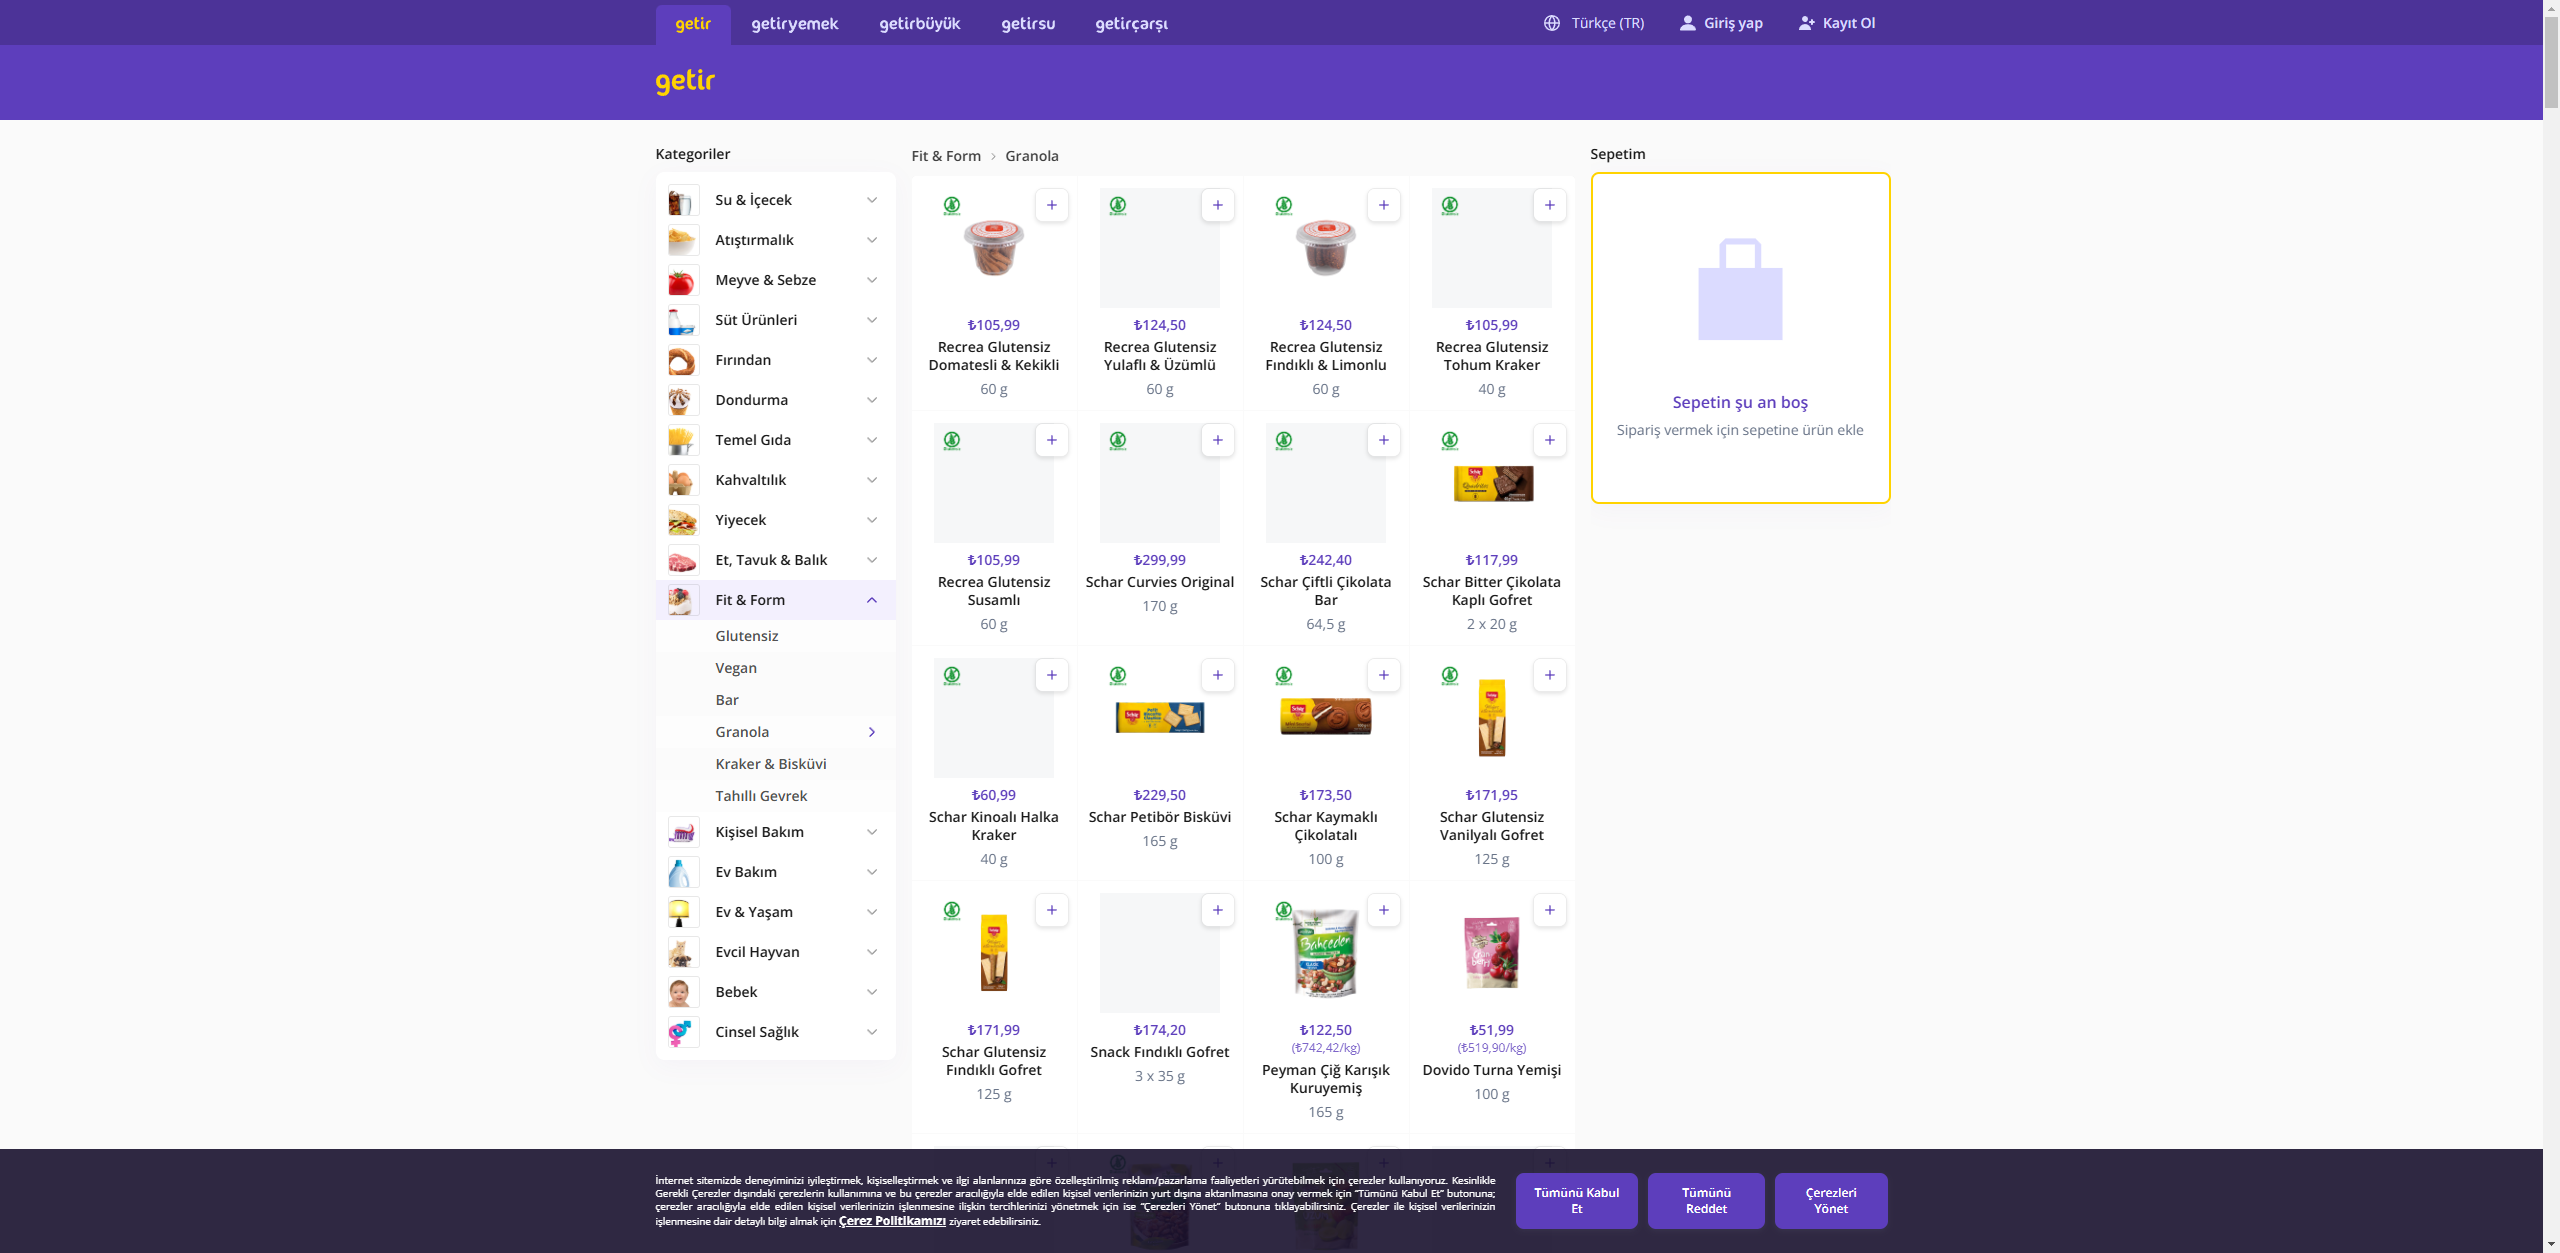 getir
getiryemek
getirbüyük
getirsu
getirçarşı
Türkçe (TR)
Giriş yap
Kayıt Ol
getir
Kategoriler
Su & İçecek
Atıştırmalık
Meyve & Sebze
Süt Ürünleri
Fırından
Dondurma
Temel Gıda
Kahvaltılık
Yiyecek
Et, Tavuk & Balık
Fit & Form
Glutensiz
Vegan
Bar
Granola
Kraker & Bisküvi
Tahıllı Gevrek
Kişisel Bakım
Ev Bakım
Ev & Yaşam
Evcil Hayvan
Bebek
Cinsel Sağlık
Fit & Form > Granola
₺105,99
Recrea Glutensiz
Domatesli & Kekikli
60 g
₺124,50
Recrea Glutensiz
Yulaflı & Üzümlü
60 g
₺124,50
Recrea Glutensiz
Fındıklı & Limonlu
60 g
₺105,99
Recrea Glutensiz
Tohum Kraker
40 g
₺105,99
Recrea Glutensiz
Susamlı
60 g
₺299,99
Schar Curvies Original
170 g
₺242,40
Schar Çiftli Çikolata
Bar
64,5 g
₺117,99
Schar Bitter Çikolata
Kaplı Gofret
2 x 20 g
₺60,99
Schar Kinoalı Halka
Kraker
40 g
₺229,50
Schar Petibör Bisküvi
165 g
₺173,50
Schar Kaymaklı
Çikolatalı
100 g
₺171,95
Schar Glutensiz
Vanilyalı Gofret
125 g
₺171,99
Schar Glutensiz
Fındıklı Gofret
125 g
₺174,20
Snack Fındıklı Gofret
3 x 35 g
Bahçeden
₺122,50
(₺742,42/kg)
Peyman Çiğ Karışık
Kuruyemiş
165 g
₺51,99
(₺519,90/kg)
Dovido Turna Yemişi
100 g
Sepetim
Sepetin şu an boş
Sipariş vermek için sepetine ürün ekle
İnternet sitemizde deneyiminizi iyileştirmek, kişiselleştirmek ve ilgi alanlarınıza göre özelleştirilmiş reklam/pazarlama faaliyetleri yürütebilmek için çerezler kullanıyoruz. Kesinlikle
Gerekli Çerezler dışındaki çerezlerin kullanımına ve bu çerezler aracılığıyla elde edilen kişisel verilerinizin yurt dışına aktarılmasına onay vermek için “Tümünü Kabul Et” butonuna;
çerezler aracılığıyla elde edilen kişisel verilerinizin işlenmesine ilişkin tercihlerinizi yönetmek için ise “Çerezleri Yönet” butonuna tıklayabilirsiniz. Çerezler ile kişisel verilerinizin
işlenmesine dair detaylı bilgi almak için Çerez Politikamızı ziyaret edebilirsiniz.
Tümünü Kabul
Et
Tümünü
Reddet
Çerezleri
Yönet